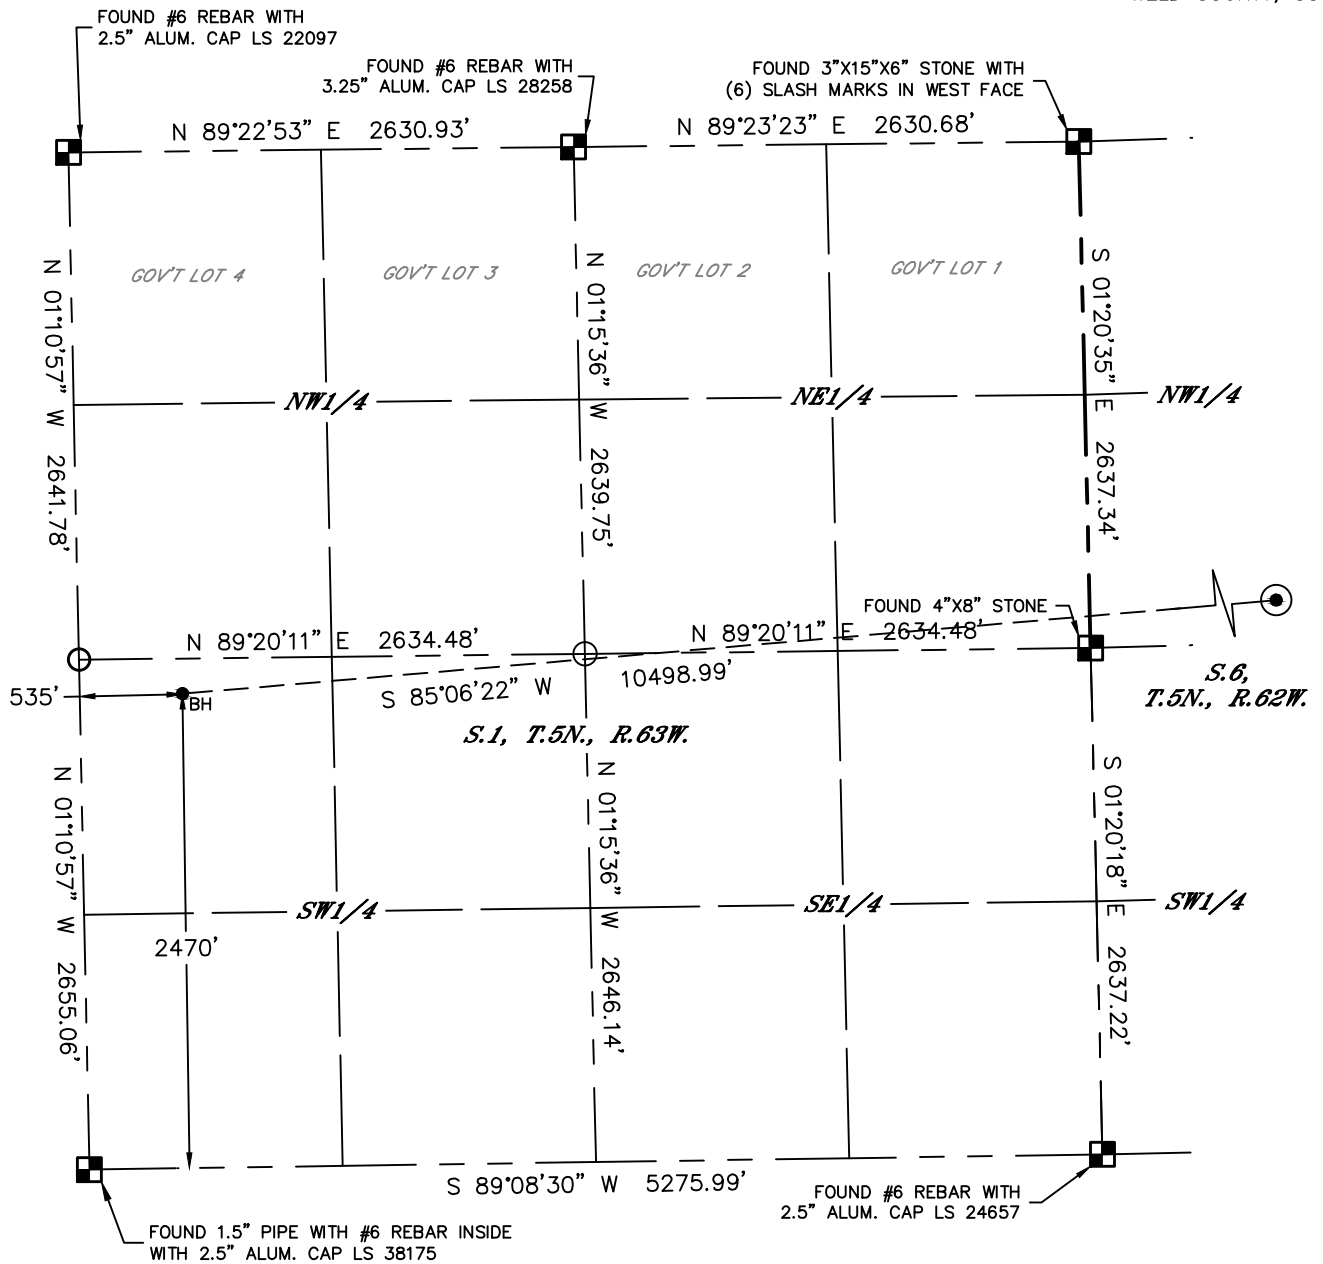 FOUND #6 REBAR WITH
2.5" ALUM. CAP LS 22097
FOUND #6 REBAR WITH
3.25" ALUM. CAP LS 28258
FOUND 3"X15"X6" STONE WITH
(6) SLASH MARKS IN WEST FACE
N 89°22'53" E 2630.93'
N 89°23'23" E 2630.68'
GOV'T LOT 4
GOV'T LOT 3
GOV'T LOT 2
GOV'T LOT 1
N 01°10'57" W 2641.78'
N 01°15'36" W 2639.75'
S 01°20'35" E 2637.34'
NW1/4
NE1/4
NW1/4
FOUND 4"X8" STONE
N 89°20'11" E 2634.48'
N 89°20'11" E 2634.48'
535'
BH
S 85°06'22" W 10498.99'
S.6,
T.5N., R.62W.
S.1, T.5N., R.63W.
N 01°10'57" W 2655.06'
N 01°15'36" W 2646.14'
S 01°20'18" E 2637.22'
SW1/4
SE1/4
SW1/4
2470'
S 89°08'30" W 5275.99'
FOUND #6 REBAR WITH
2.5" ALUM. CAP LS 24657
FOUND 1.5" PIPE WITH #6 REBAR INSIDE
WITH 2.5" ALUM. CAP LS 38175